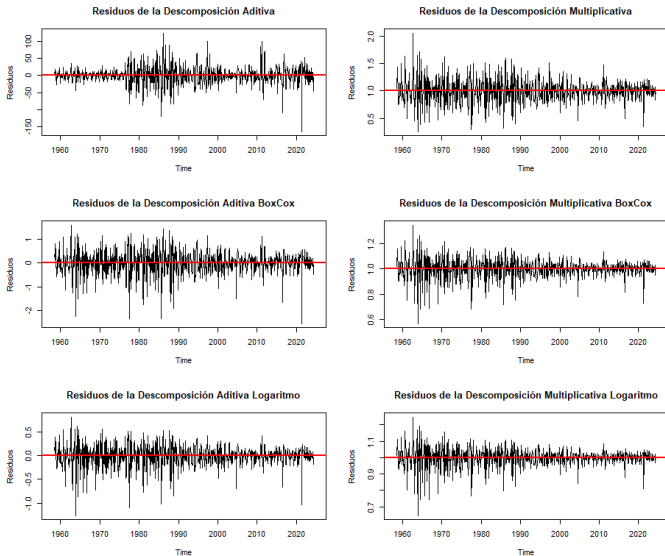 Residuos de la Descomposición Aditiva
Residuos
100
50
0
-50
-150
1960 1970 1980 1990 2000 2010 2020
Time
Residuos de la Descomposición Multiplicativa
Residuos
2.0
1.5
1.0
0.5
1960 1970 1980 1990 2000 2010 2020
Time
Residuos de la Descomposición Aditiva BoxCox
Residuos
1
0
-1
-2
1960 1970 1980 1990 2000 2010 2020
Time
Residuos de la Descomposición Multiplicativa BoxCox
Residuos
1.2
1.0
0.8
0.6
1960 1970 1980 1990 2000 2010 2020
Time
Residuos de la Descomposición Aditiva Logaritmo
Residuos
0.5
0.0
-0.5
-1.0
1960 1970 1980 1990 2000 2010 2020
Time
Residuos de la Descomposición Multiplicativa Logaritmo
Residuos
1.1
0.9
0.7
1960 1970 1980 1990 2000 2010 2020
Time